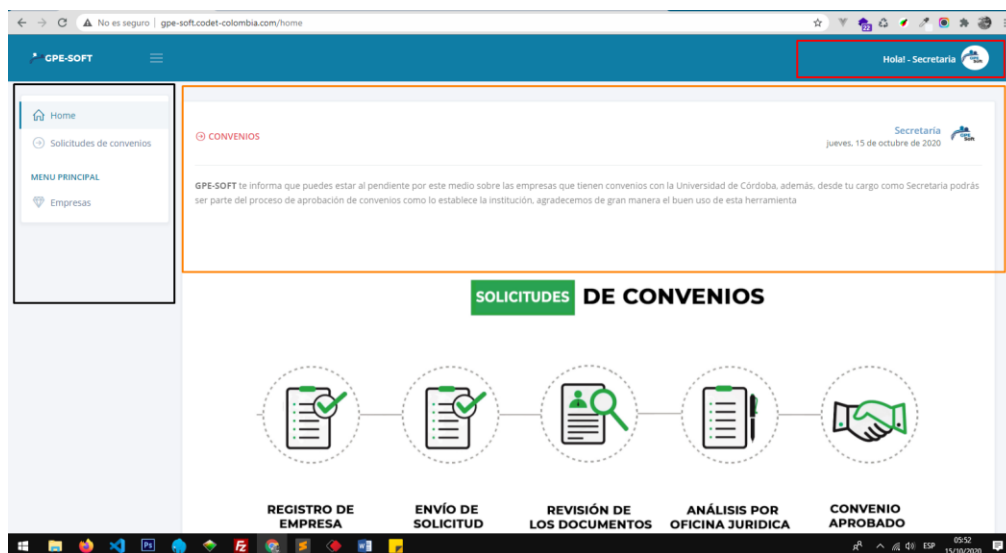 No es seguro | gpe-soft.codet-colombia.com/home
22
GPE-SOFT
Hola! - Secretaria
Home
Solicitudes de convenios
MENU PRINCIPAL
Empresas
CONVENIOS
Secretaria
jueves, 15 de octubre de 2020
GPE-SOFT te informa que puedes estar al pendiente por este medio sobre las empresas que tienen convenios con la Universidad de Córdoba, además, desde tu cargo como Secretaria podrás
ser parte del proceso de aprobación de convenios como lo establece la institución, agradecemos de gran manera el buen uso de esta herramienta
SOLICITUDES DE CONVENIOS
REGISTRO DE
EMPRESA
ENVÍO DE
SOLICITUD
REVISIÓN DE
LOS DOCUMENTOS
ANÁLISIS POR
OFICINA JURIDICA
CONVENIO
APROBADO
Ps
ESP
05:52
15/10/2020